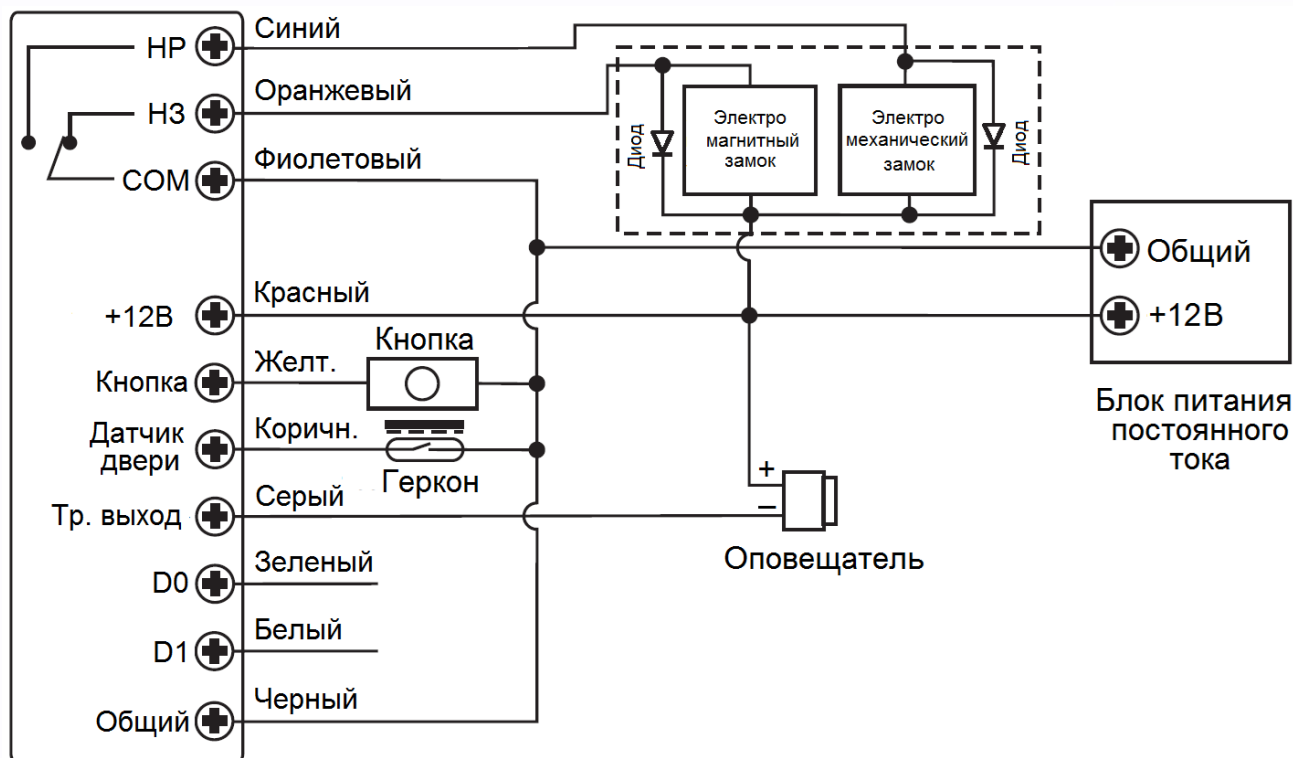 НР
Синий
НЗ
Оранжевый
COM
Фиолетовый
Диод
Электро
магнитный
замок
Электро
механический
замок
Диод
Общий
+12В
Красный
+12В
Кнопка
Желт.
Кнопка
Датчик
двери
Коричн.
Геркон
Блок питания
постоянного
тока
Тр. выход
Серый
+
−
Оповещатель
D0
Зеленый
D1
Белый
Общий
Черный